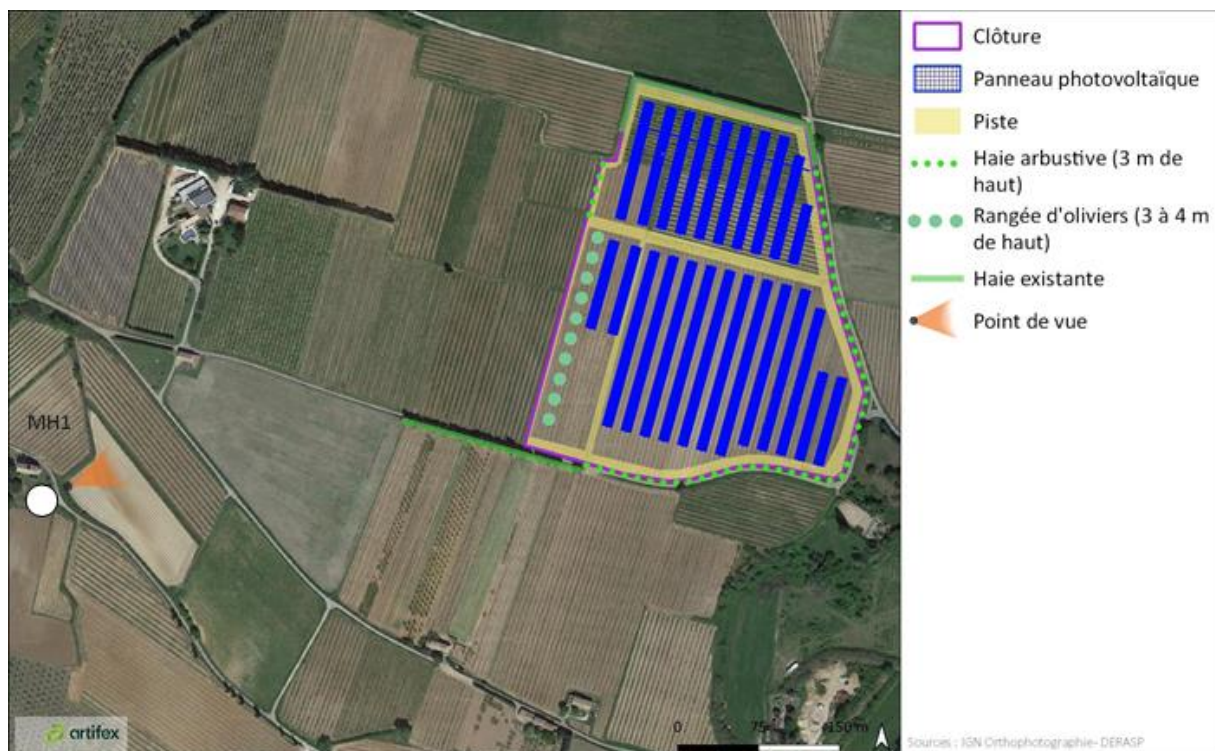 Clôture
Panneau photovoltaïque
Piste
Haie arbustive (3 m de
haut)
Rangée d'oliviers (3 à 4 m
de haut)
Haie existante
Point de vue
MH1
0 75 150 m
artifex
Sources : IGN Orthophotographie- DERASP